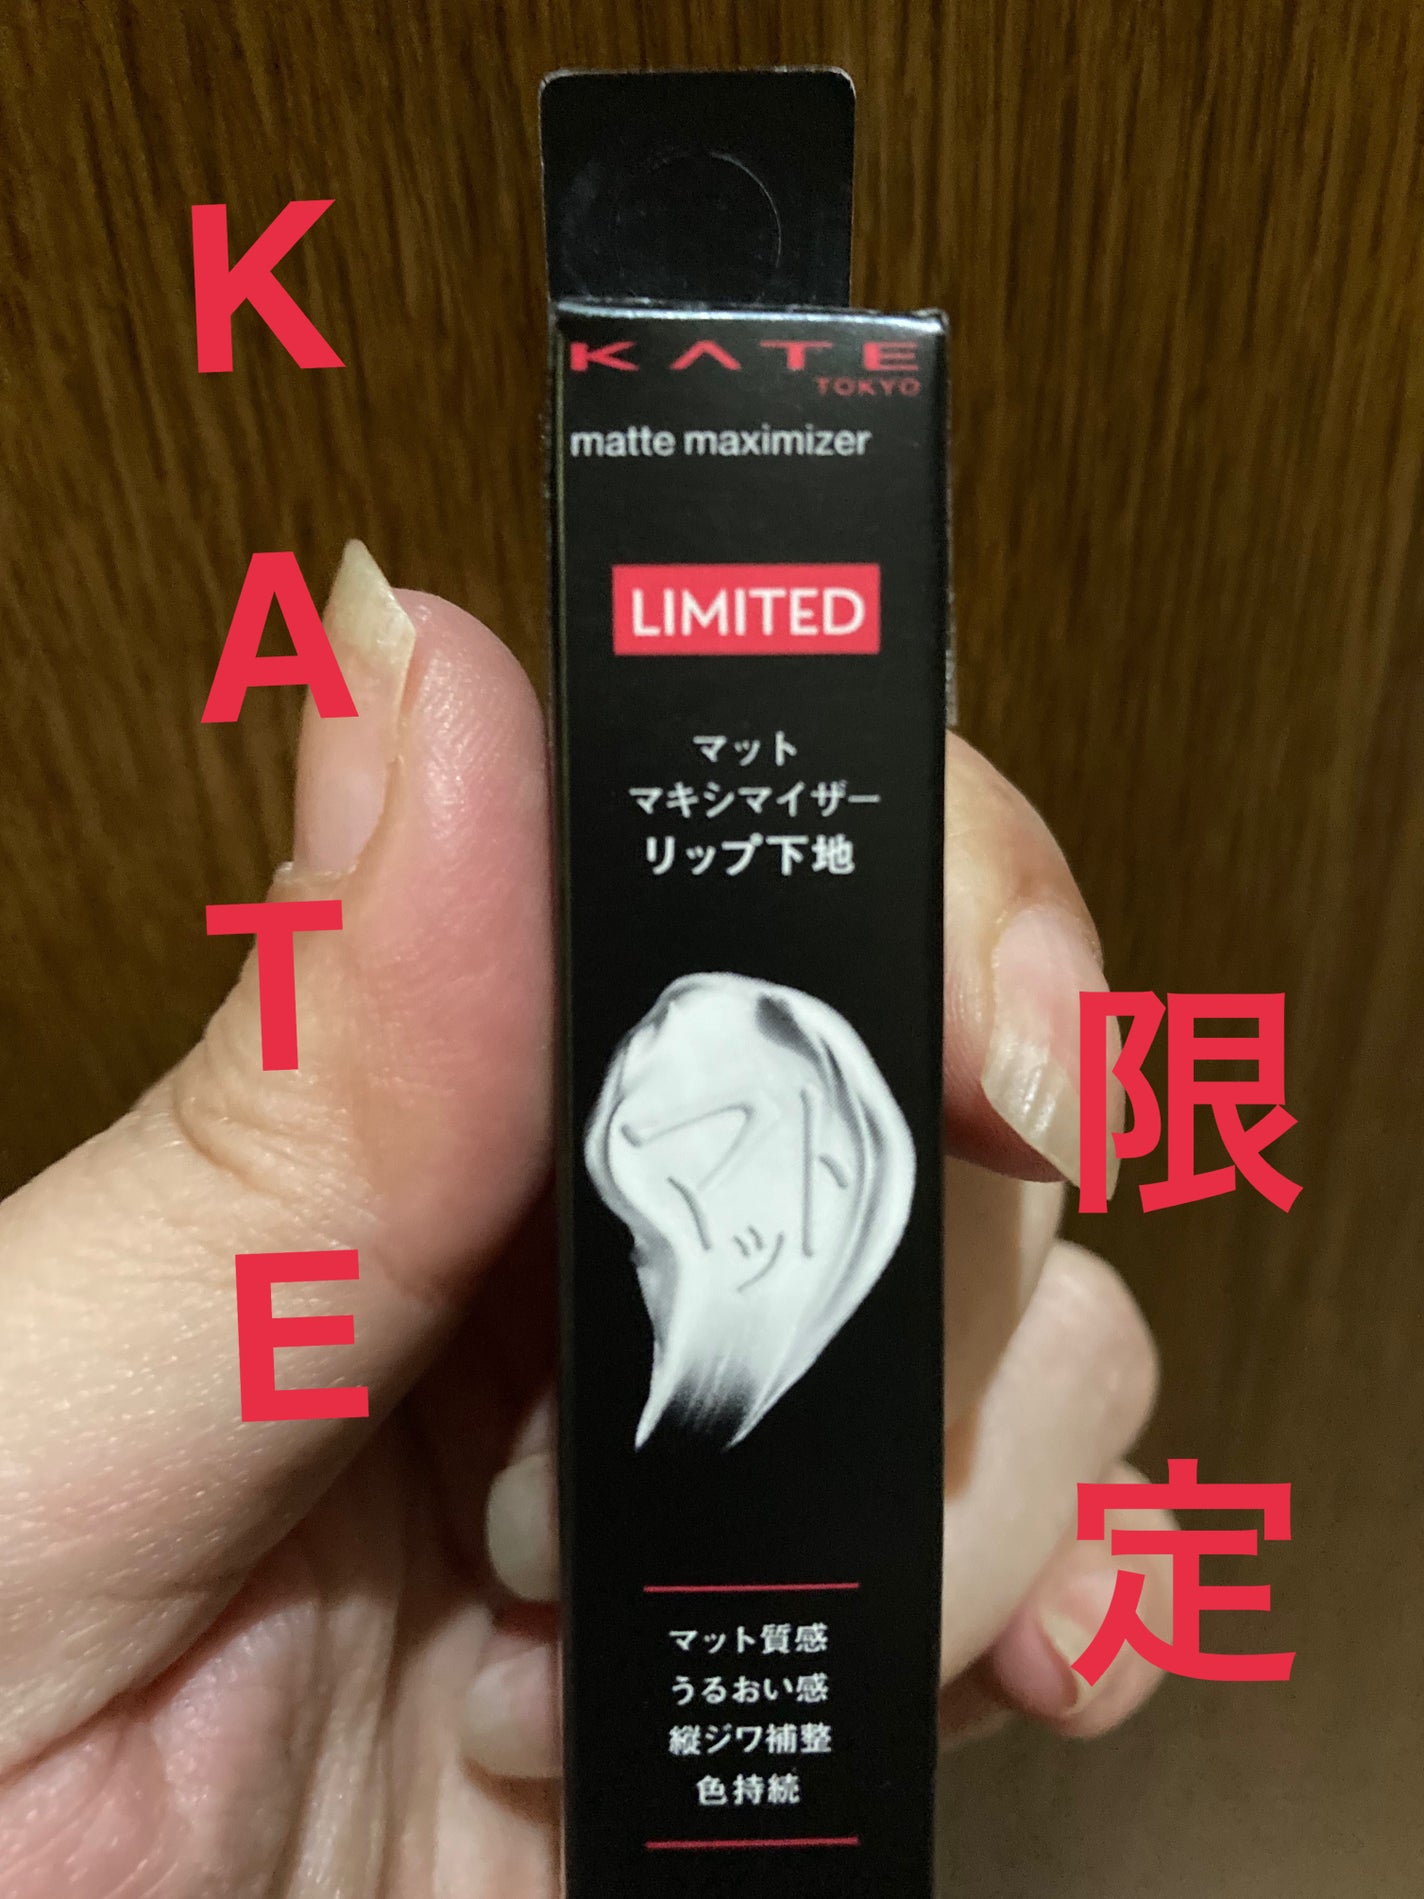 KATE
KATE
TOKYO
matte maximizer
LIMITED
マット
マキシマイザー
リップ下地
マット
マット質感
うるおい感
縦ジワ補整
色持続
限定